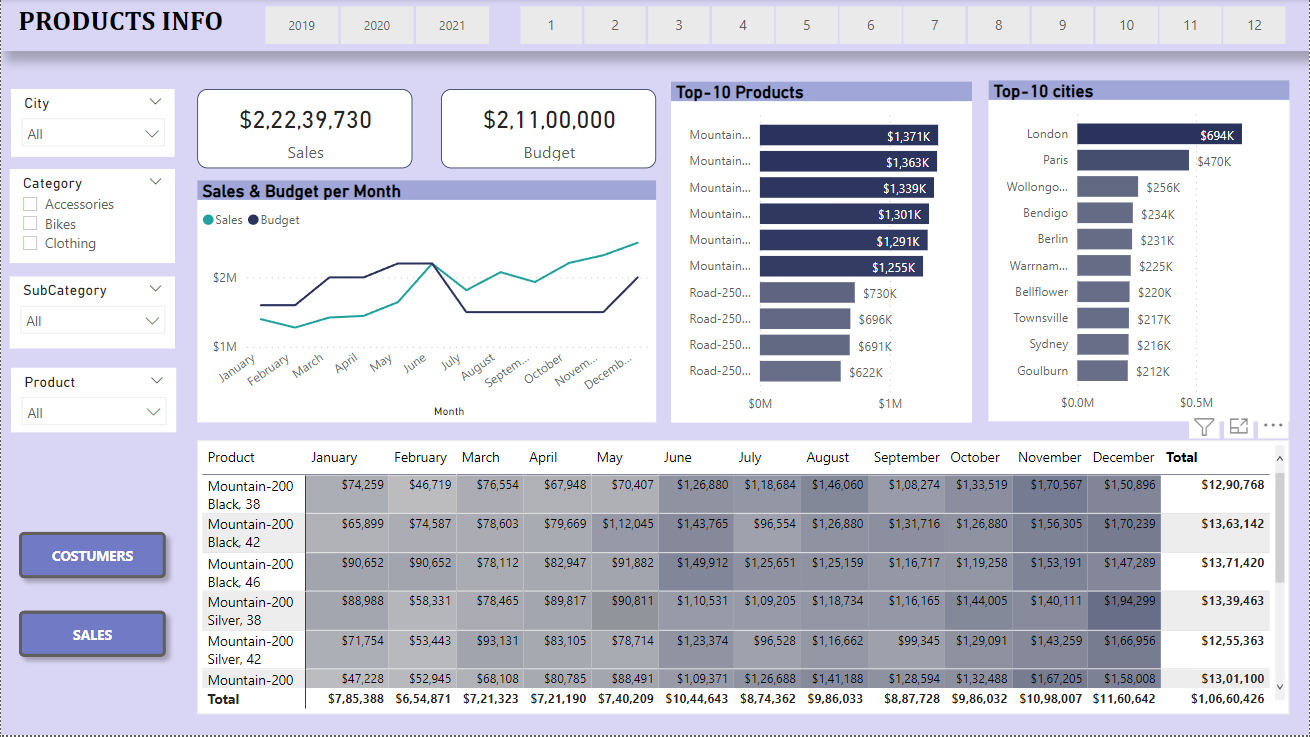 PRODUCTS INFO
2019 2020 2021 1 2 3 4 5 6 7 8 9 10 11 12
City
All
Category
Accessories
Bikes
Clothing
SubCategory
All
Product
All
COSTUMERS
SALES
$2,22,39,730
Sales
$2,11,00,000
Budget
Sales & Budget per Month
Sales Budget
$2M
$1M
January February March April May June July August Septem... October Novem... Decemb...
Month
Top-10 Products
Mountain... $1,371K
Mountain... $1,363K
Mountain... $1,339K
Mountain... $1,301K
Mountain... $1,291K
Mountain... $1,255K
Road-250... $730K
Road-250... $696K
Road-250... $691K
Road-250... $622K
$0M $1M
Top-10 cities
London $694K
Paris $470K
Wollongo... $256K
Bendigo $234K
Berlin $231K
Warrnam... $225K
Bellflower $220K
Townsville $217K
Sydney $216K
Goulburn $212K
$0.0M $0.5M
Product January February March April May June July August September October November December Total
Mountain-200 $74,259 $46,719 $76,554 $67,948 $70,407 $1,26,880 $1,18,684 $1,46,060 $1,08,274 $1,33,519 $1,70,567 $1,50,896 $12,90,768
Black, 38
Mountain-200 $65,899 $74,587 $78,603 $79,669 $1,12,045 $1,43,765 $96,554 $1,26,880 $1,31,716 $1,26,880 $1,56,305 $1,70,239 $13,63,142
Black, 42
Mountain-200 $90,652 $90,652 $78,112 $82,947 $91,882 $1,49,912 $1,25,651 $1,25,159 $1,16,717 $1,19,258 $1,53,191 $1,47,289 $13,71,420
Black, 46
Mountain-200 $88,988 $58,331 $78,465 $89,817 $90,811 $1,10,531 $1,09,205 $1,18,734 $1,16,165 $1,44,005 $1,40,111 $1,94,299 $13,39,463
Silver, 38
Mountain-200 $71,754 $53,443 $93,131 $83,105 $78,714 $1,23,374 $96,528 $1,16,662 $99,345 $1,29,091 $1,43,259 $1,66,956 $12,55,363
Silver, 42
Mountain-200 $47,228 $52,945 $68,108 $80,785 $88,491 $1,09,371 $1,26,688 $1,41,188 $1,28,594 $1,32,488 $1,67,205 $1,58,008 $13,01,100
Total $7,85,388 $6,54,871 $7,21,323 $7,21,190 $7,40,209 $10,44,643 $8,74,362 $9,86,033 $8,87,728 $9,86,032 $10,98,007 $11,60,642 $1,06,60,426